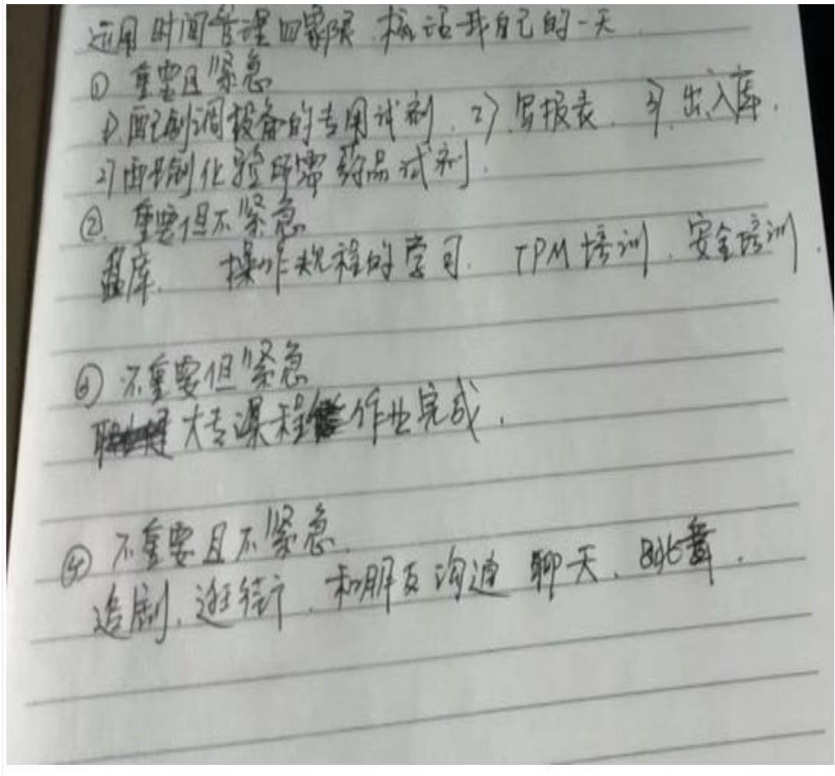 运用时间管理四象限 概括我自己的一天
① 重要且紧急
1).配制调设备的专用试剂. 2) 写报表. 3). 出入库.
2)配制化验所需药品试剂.
②. 重要但不紧急
盘库. 操作规程的学习. TPM培训. 安全培训.
③ 不重要但紧急
大专课程作业完成.
④ 不重要且不紧急.
追剧. 逛街. 和朋友沟通 聊天. 跳舞.